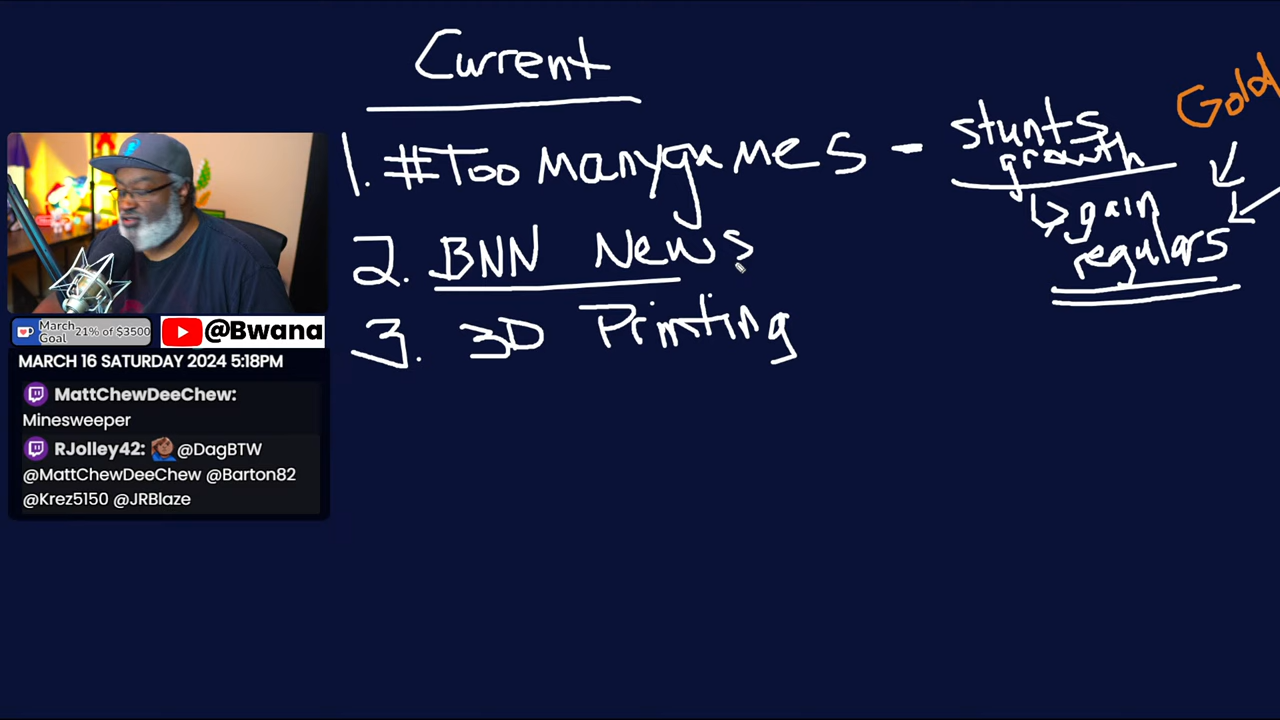 Current
1. #Toomanygames - stunts
growth
↳ gain
regulars
Gold
2. BNN News
3. 3D Printing
March
Goal
21% of $3500
@Bwana
MARCH 16 SATURDAY 2024 5:18PM
MattChewDeeChew:
Minesweeper
RJolley42: @DagBTW
@MattChewDeeChew @Barton82
@Krez5150 @JRBlaze